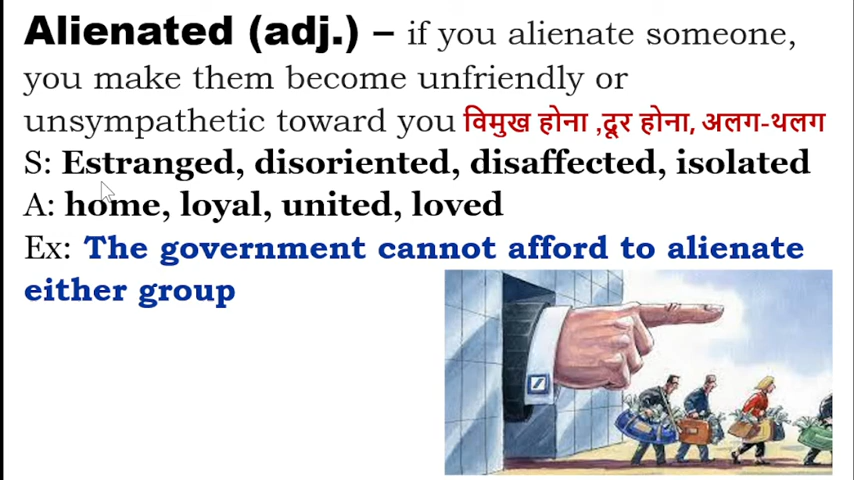 Alienated (adj.) – if you alienate someone,
you make them become unfriendly or
unsympathetic toward you विमुख होना ,दूर होना, अलग-थलग
S: Estranged, disoriented, disaffected, isolated
A: home, loyal, united, loved
Ex: The government cannot afford to alienate
either group